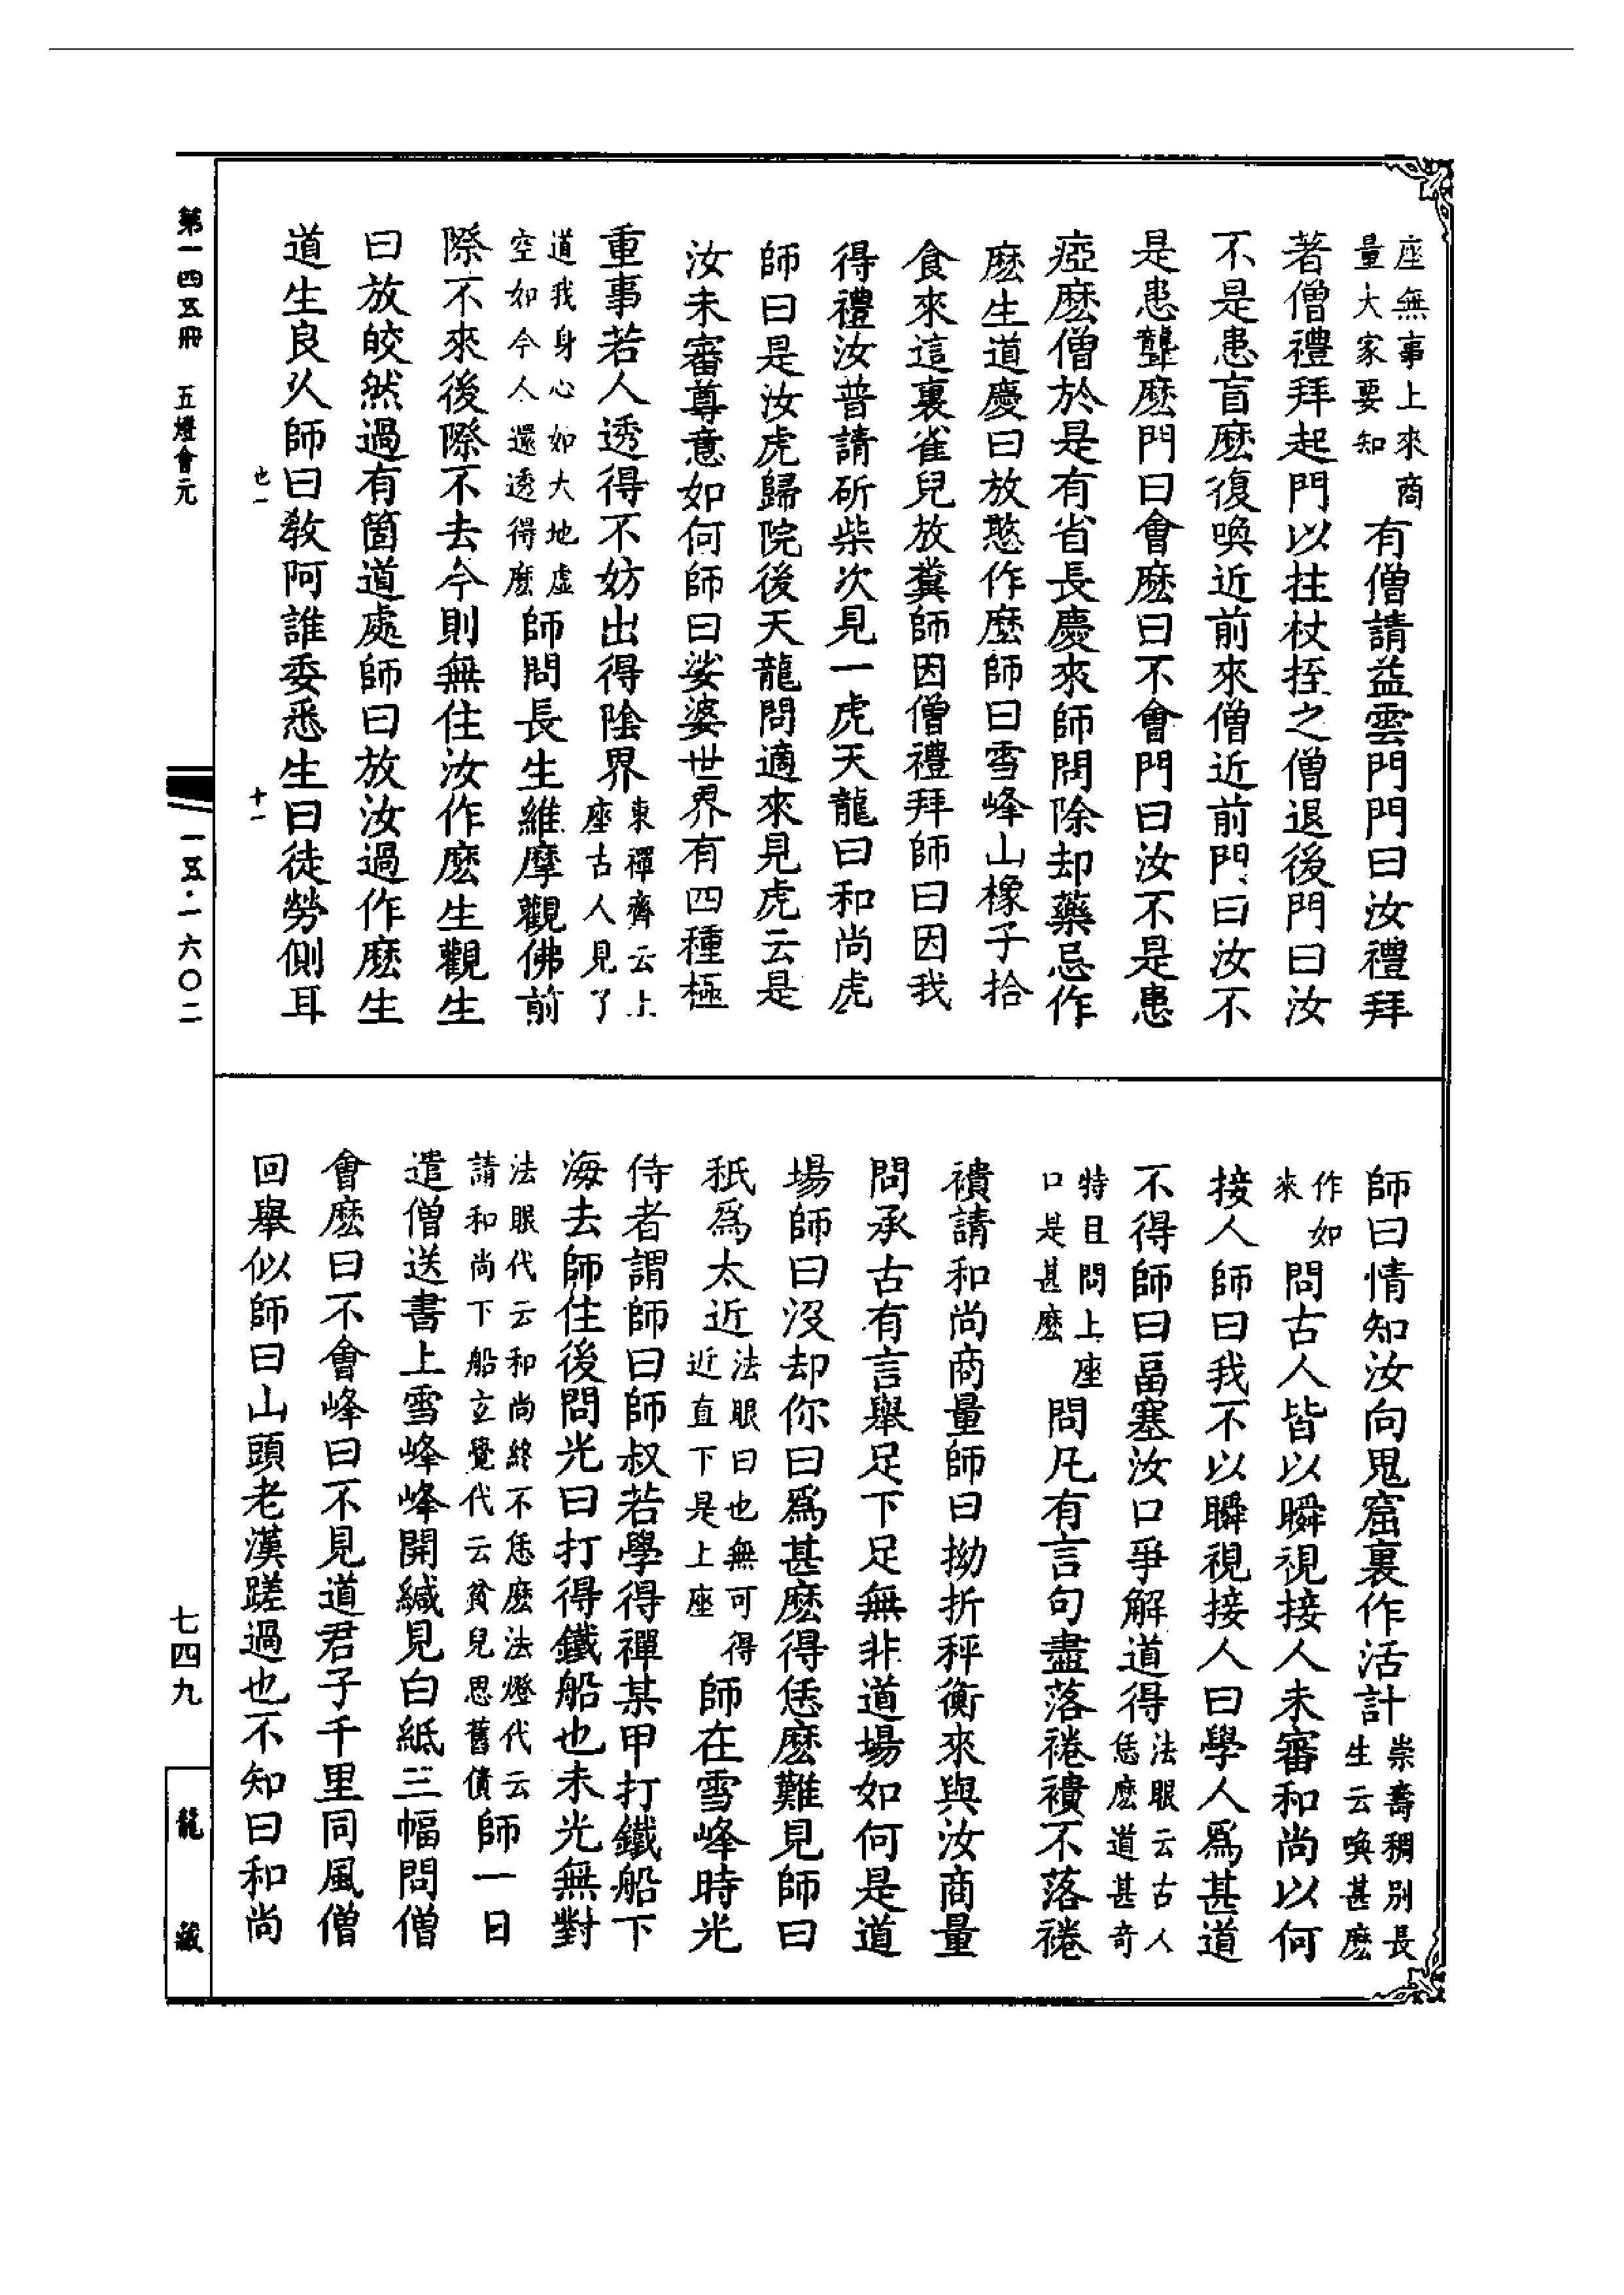 座無事上來商量大家要知有僧請益雲門門曰汝禮拜
著僧禮拜起門以拄杖挃之僧退後門曰汝
不是患盲麽復喚近前來僧近前門曰汝不
是患聾麽門曰會麽曰不會門曰汝不是患
瘂麽僧於是有省長慶來師問除却藥忌作
麽生道慶曰放憨作麽師曰雪峰山橡子拾
食來這裏雀兒放糞師因僧禮拜師曰因我
得禮汝普請斫柴次見一虎天龍曰和尚虎
師曰是汝虎歸院後天龍問適來見虎云是
汝未審尊意如何師曰娑婆世界有四種極
重事若人透得不妨出得陰界東禪齊云上座古人見了
道我身心如大地虛空如今人還透得麽師問長生維摩觀佛前
際不來後際不去今則無住汝作麽生觀生
曰放皎然過有箇道處師曰放汝過作麽生
道生良久師曰教阿誰委悉生曰徒勞側耳
師曰情知汝向鬼窟裏作活計崇壽稠別長生云喚甚麽
作如來問古人皆以瞬視接人未審和尚以何
接人師曰我不以瞬視接人曰學人爲甚道
不得師曰畐塞汝口爭解道得法眼云古人恁麽道甚奇
特且問上座口是甚麽問凡有言句盡落裷䙡不落裷
䙡請和尚商量師曰拗折秤衡來與汝商量
問承古有言舉足下足無非道場如何是道
場師曰沒却你曰爲甚麽得恁麽難見師曰
秖爲太近法眼曰也無可得近直下是上座師在雪峰時光
侍者謂師曰師叔若學得禪某甲打鐵船下
海去師住後問光曰打得鐵船也未光無對
法眼代云和尚終不恁麽法燈代云請和尚下船玄覺代云貧兒思舊債師一日
遣僧送書上雪峰峰開緘見白紙三幅問僧
會麽曰不會峰曰不見道君子千里同風僧
回舉似師曰山頭老漢蹉過也不知曰和尚
第一四五冊 五燈會元
也一
十一
一五·一六〇二
七四九
龍藏